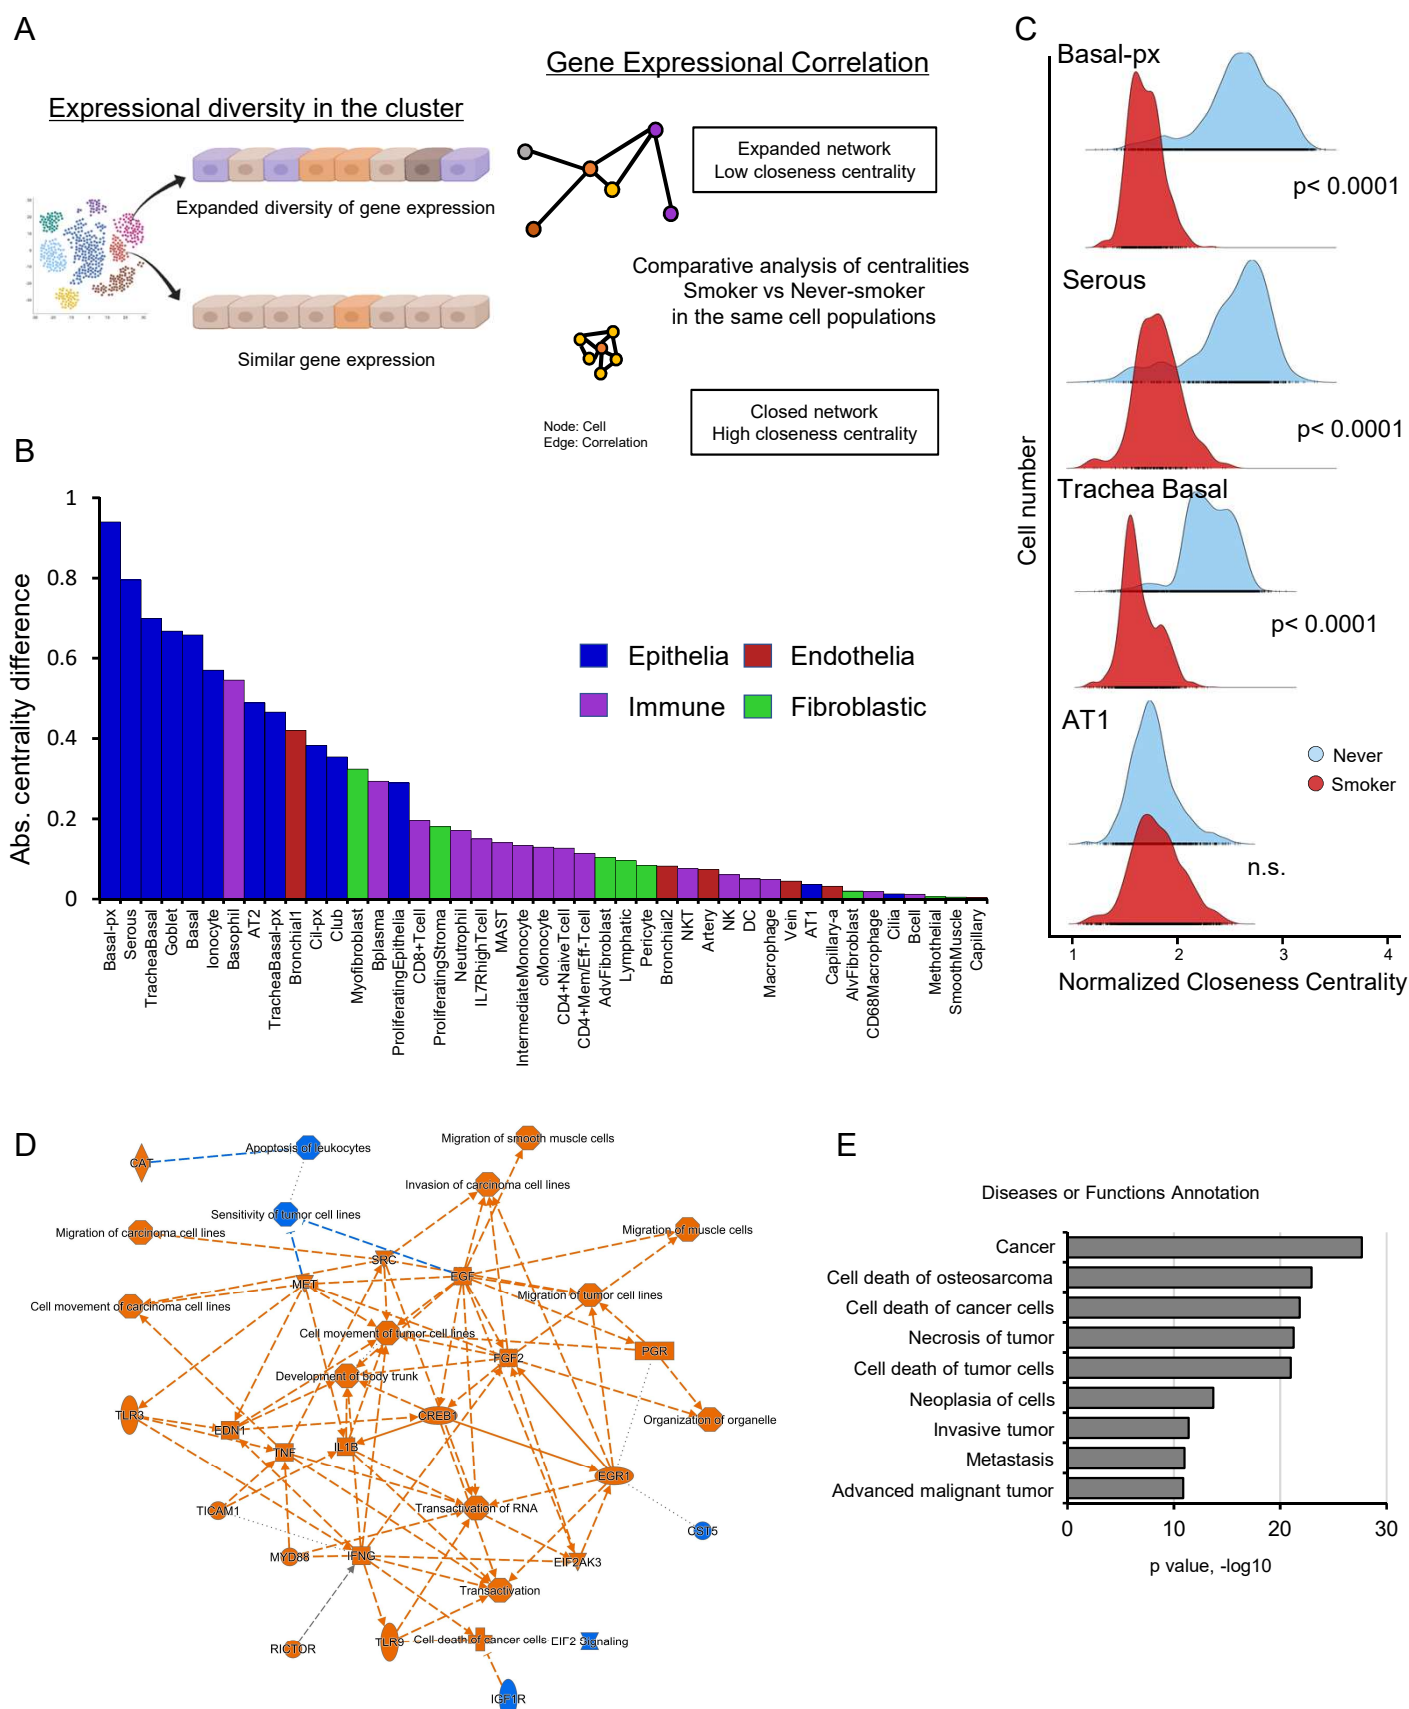 A
Expressional diversity in the cluster
Expanded diversity of gene expression
Similar gene expression
Gene Expressional Correlation
Expanded network
Low closeness centrality
Comparative analysis of centralities
Smoker vs Never-smoker
in the same cell populations
Closed network
High closeness centrality
Node: Cell
Edge: Correlation
B
Abs. centrality difference
1
0.8
0.6
0.4
0.2
0
Epithelia
Endothelia
Immune
Fibroblastic
Basal-px
Serous
TracheaBasal
Goblet
Basal
Ionocyte
Basophil
AT2
TracheaBasal-px
Bronchial1
Cil-px
Club
Myofibroblast
Bplasma
ProliferatingEpithelia
CD8+Tcell
ProliferatingStroma
Neutrophil
IL7RhighTcell
MAST
IntermediateMonocyte
cMonocyte
CD4+NaiveTcell
CD4+Mem/Eff-Tcell
AdvFibroblast
Lymphatic
Pericyte
Bronchial2
NKT
Artery
NK
DC
Macrophage
Vein
AT1
Capillary-a
AlvFibroblast
CD68Macrophage
Cilia
Bcell
Methothelial
SmoothMuscle
Capillary
C
Cell number
Basal-px
p< 0.0001
Serous
p< 0.0001
Trachea Basal
p< 0.0001
AT1
Never
Smoker
n.s.
1
2
3
4
Normalized Closeness Centrality
D
CAT
Apoptosis of leukocytes
Migration of smooth muscle cells
Invasion of carcinoma cell lines
Sensitivity of tumor cell lines
Migration of carcinoma cell lines
Migration of muscle cells
SRC
MET
EGF
Migration of tumor cell lines
Cell movement of carcinoma cell lines
Cell movement of tumor cell lines
PGR
FGF2
Development of body trunk
TLR3
CREB1
Organization of organelle
EDN1
TNF
IL1B
EGR1
TICAM1
Transactivation of RNA
CST5
MYD88
IFNG
EIF2AK3
Transactivation
RICTOR
TLR9
Cell death of cancer cells
EIF2 Signaling
IGF1R
E
Diseases or Functions Annotation
Cancer
Cell death of osteosarcoma
Cell death of cancer cells
Necrosis of tumor
Cell death of tumor cells
Neoplasia of cells
Invasive tumor
Metastasis
Advanced malignant tumor
0
10
20
30
p value, -log10